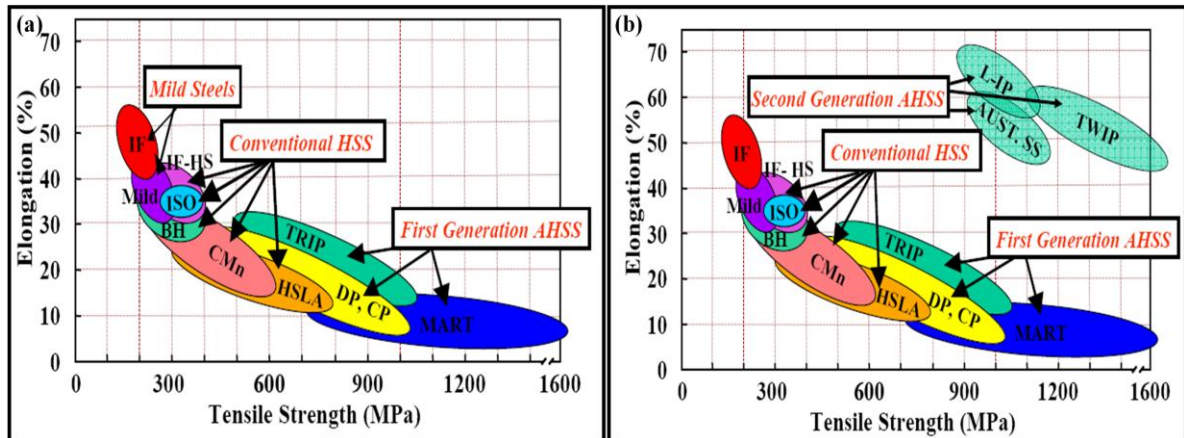 (a)
70
60
50
40
30
20
10
0
Elongation (%)
Mild Steels
Conventional HSS
First Generation AHSS
IF
IF-HS
Mild
ISO
BH
CMn
TRIP
HSLA
DP, CP
MART
0
300
600
900
1200
1600
Tensile Strength (MPa)
(b)
70
60
50
40
30
20
10
0
Elongation (%)
Second Generation AHSS
L-IP
AUST. SS
TWIP
Conventional HSS
First Generation AHSS
IF
IF- HS
Mild
ISO
BH
CMn
TRIP
HSLA
DP, CP
MART
0
300
600
900
1200
1600
Tensile Strength (MPa)